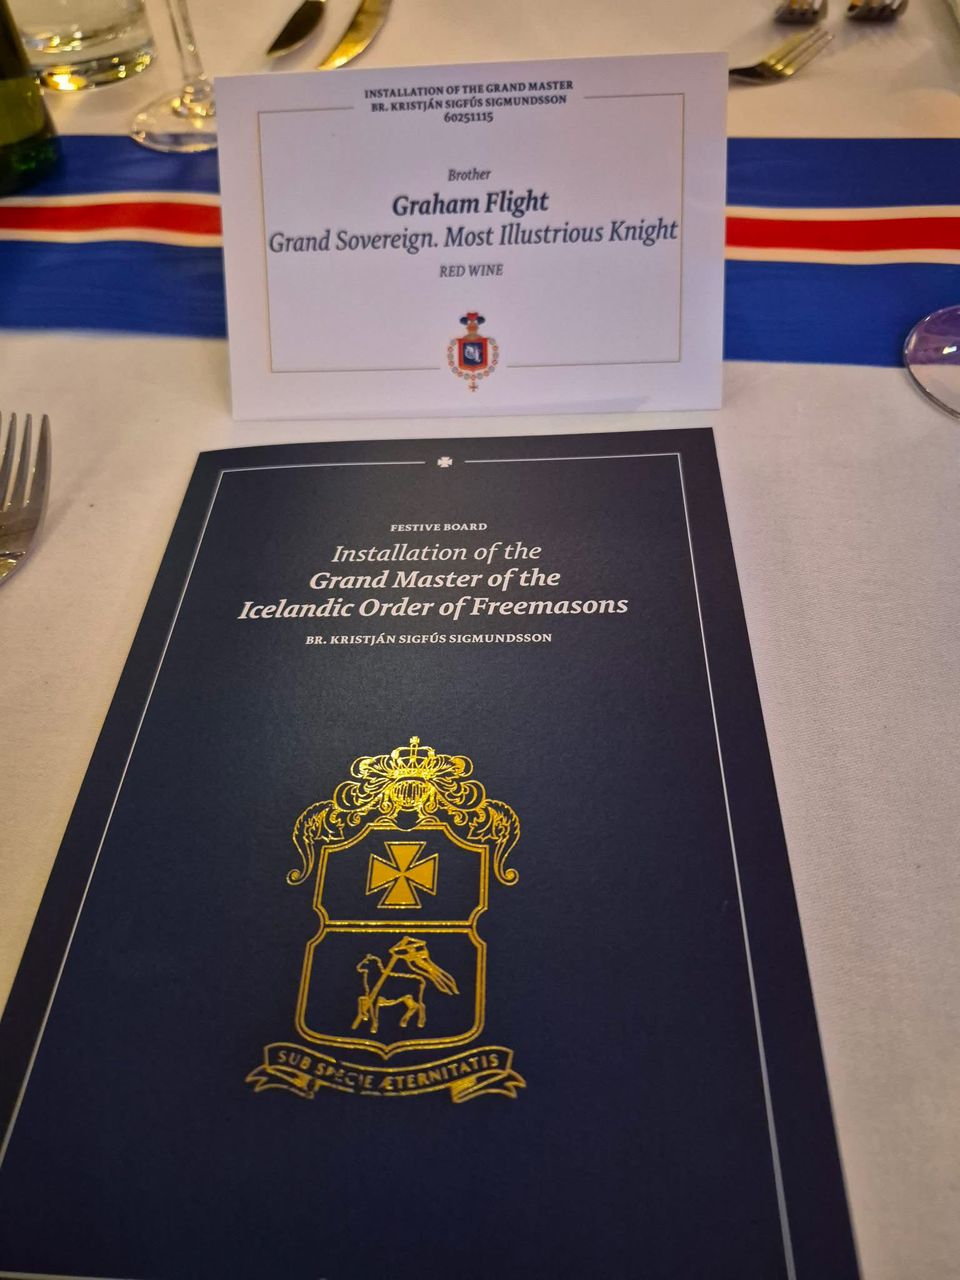 INSTALLATION OF THE GRAND MASTER
BR. KRISTJÁN SIGFÚS SIGMUNDSSON
60251115
Brother
Graham Flight
Grand Sovereign. Most Illustrious Knight
RED WINE
FESTIVE BOARD
Installation of the
Grand Master of the
Icelandic Order of Freemasons
BR. KRISTJÁN SIGFÚS SIGMUNDSSON
SUB SPECIE ÆTERNITATIS